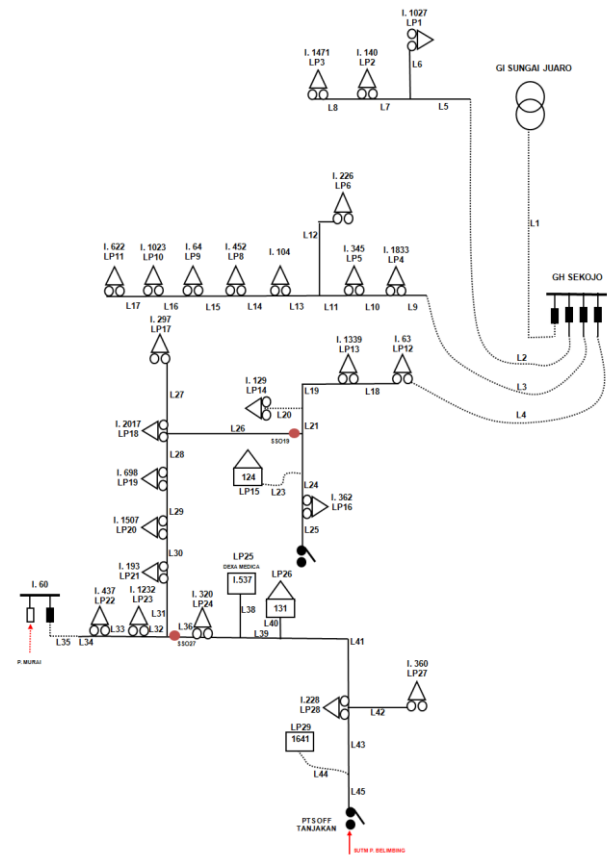 I. 1027
LP1
I. 1471
LP3
I. 140
LP2
L6
L8
L7
L5
GI SUNGAI JUARO
L1
GH SEKOJO
L2
L3
L4
I. 226
LP6
L12
I. 622
LP11
I. 1023
LP10
I. 64
LP9
I. 452
LP8
I. 104
I. 345
LP5
I. 1833
LP4
L17
L16
L15
L14
L13
L11
L10
L9
I. 297
LP17
I. 1339
LP13
I. 63
LP12
L27
I. 129
LP14
L19
L18
L20
I. 2017
LP18
L26
L21
SSO19
L28
124
LP15
L23
L24
I. 698
LP19
I. 362
LP16
L29
L25
I. 1507
LP20
L30
I. 193
LP21
LP25
DEXA MEDICA
I.537
LP26
131
I. 60
I. 437
LP22
I. 1232
LP23
L31
I. 320
LP24
L38
L40
L35
L34
L33
L32
L36
SSO27
L39
L41
P. MURAI
I. 360
LP27
I.228
LP28
L42
LP29
1641
L43
L44
L45
PTS OFF
TANJAKAN
SUTM P. BELIMBING